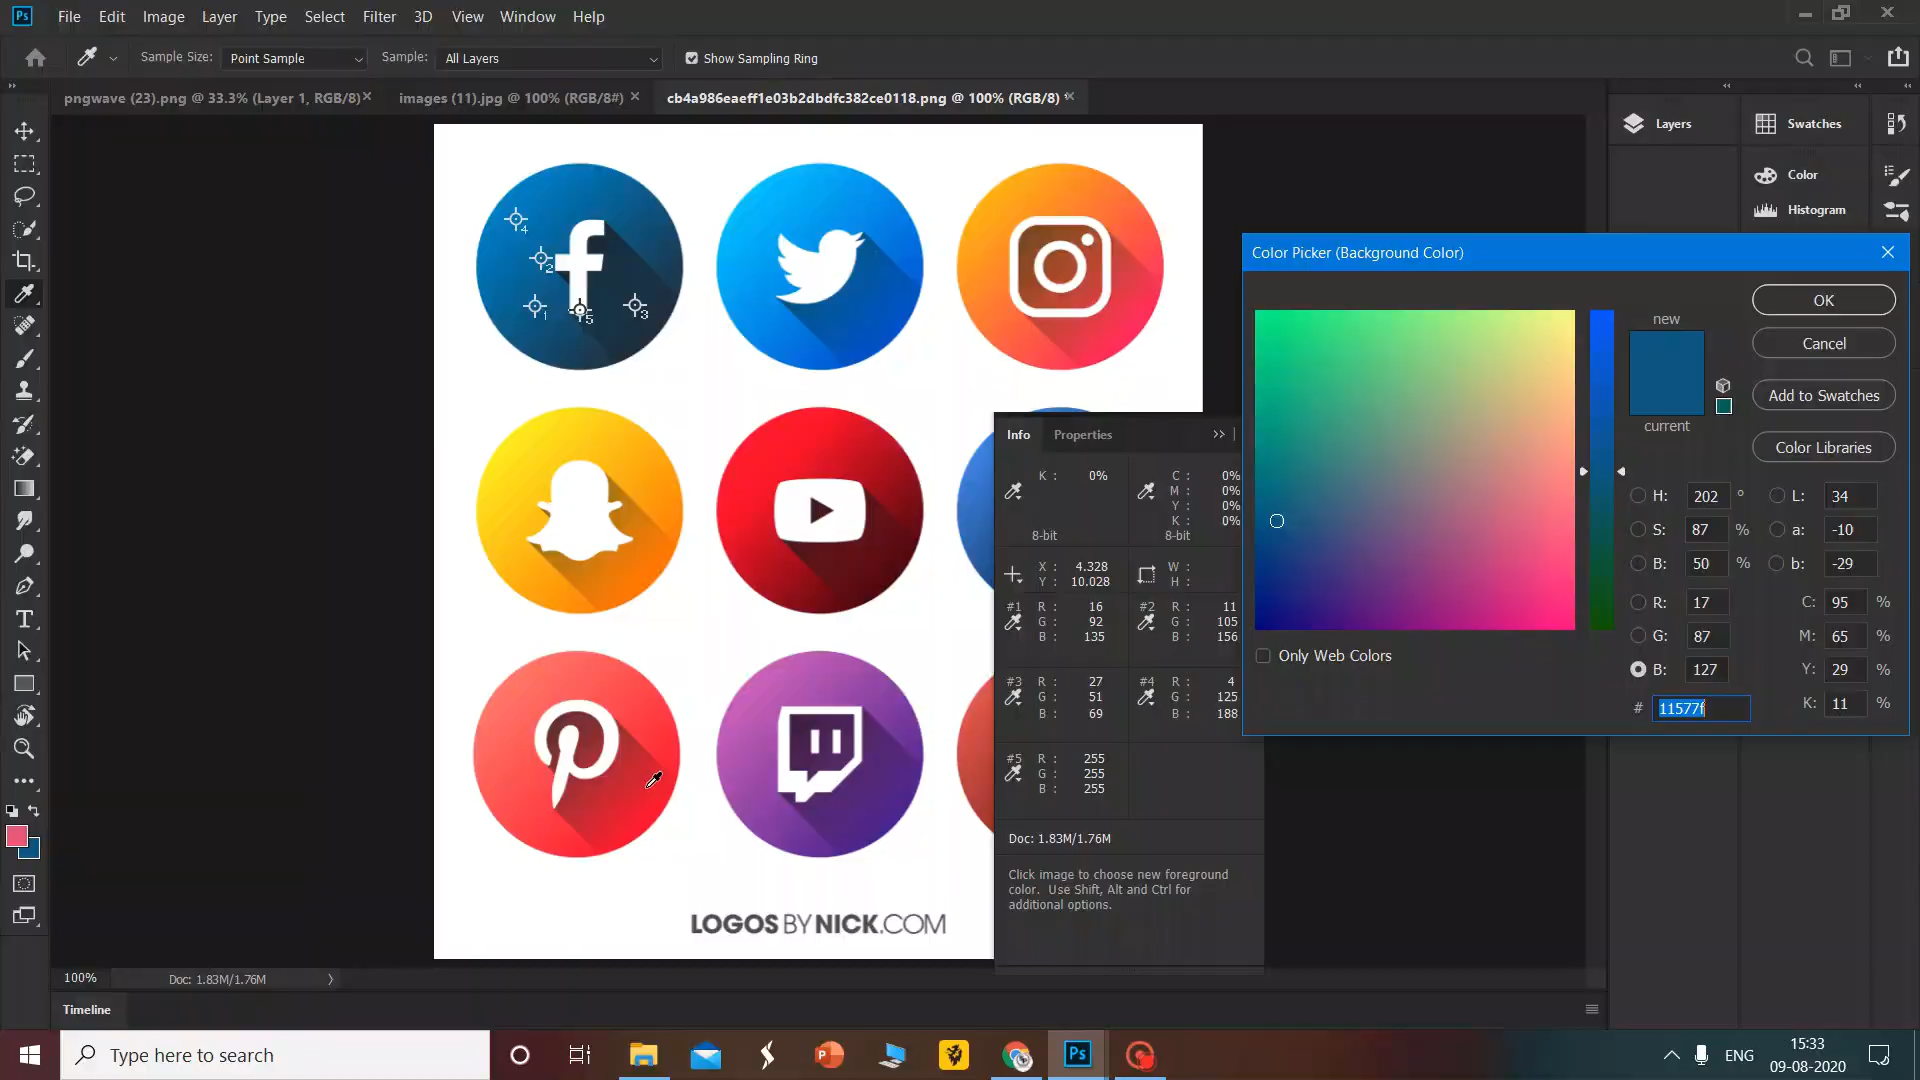 Ps File Edit Image Layer Type Select Filter 3D View Window Help
Sample Size: Point Sample Sample: All Layers Show Sampling Ring
pngwave (23).png @ 33.3% (Layer 1, RGB/8) images (11).jpg @ 100% (RGB/8#) cb4a986eaeff1e03b2dbdfc382ce0118.png @ 100% (RGB/8)
Layers Swatches
Color
Histogram
4
2
1
5
3
Color Picker (Background Color)
new
current
OK
Cancel
Add to Swatches
Color Libraries
H: 202 ° L: 34
S: 87 % a: -10
B: 50 % b: -29
R: 17 C: 95 %
G: 87 M: 65 %
B: 127 Y: 29 %
# 11577f K: 11 %
Only Web Colors
Info Properties
K : 0% C : 0%
M : 0%
Y : 0%
K : 0%
8-bit 8-bit
X : 4.328 W :
Y : 10.028 H :
#1 R : 16 #2 R : 11
G : 92 G : 105
B : 135 B : 156
#3 R : 27 #4 R : 4
G : 51 G : 125
B : 69 B : 188
#5 R : 255
G : 255
B : 255
Doc: 1.83M/1.76M
Click image to choose new foreground
color. Use Shift, Alt and Ctrl for
additional options.
LOGOS BY NICK.COM
100% Doc: 1.83M/1.76M
Timeline
Type here to search
Ps
ENG
15:33
09-08-2020